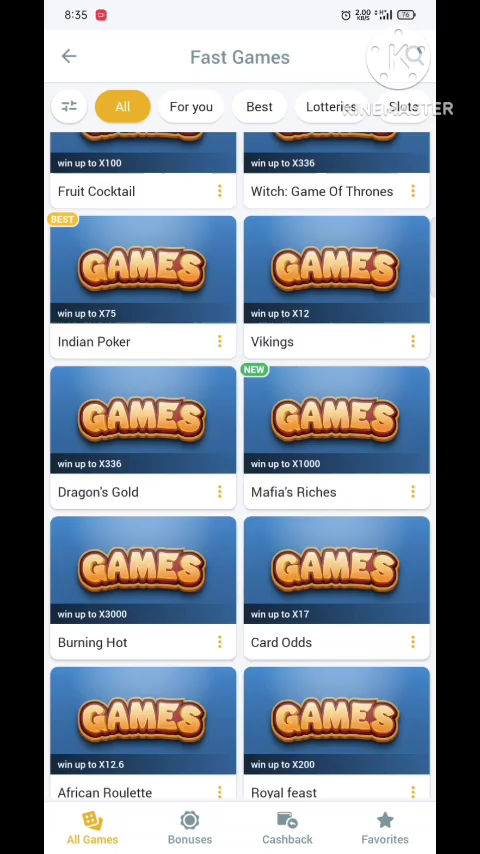 8:35
2.00
KB/S
76
Fast Games
K
KINEMASTER
All
For you
Best
Lotteries
Slots
win up to X100
win up to X336
Fruit Cocktail
Witch: Game Of Thrones
BEST
GAMES
GAMES
win up to X75
win up to X12
Indian Poker
Vikings
NEW
GAMES
GAMES
win up to X336
win up to X1000
Dragon's Gold
Mafia's Riches
GAMES
GAMES
win up to X3000
win up to X17
Burning Hot
Card Odds
GAMES
GAMES
win up to X12.6
win up to X200
African Roulette
Royal feast
All Games
Bonuses
Cashback
Favorites